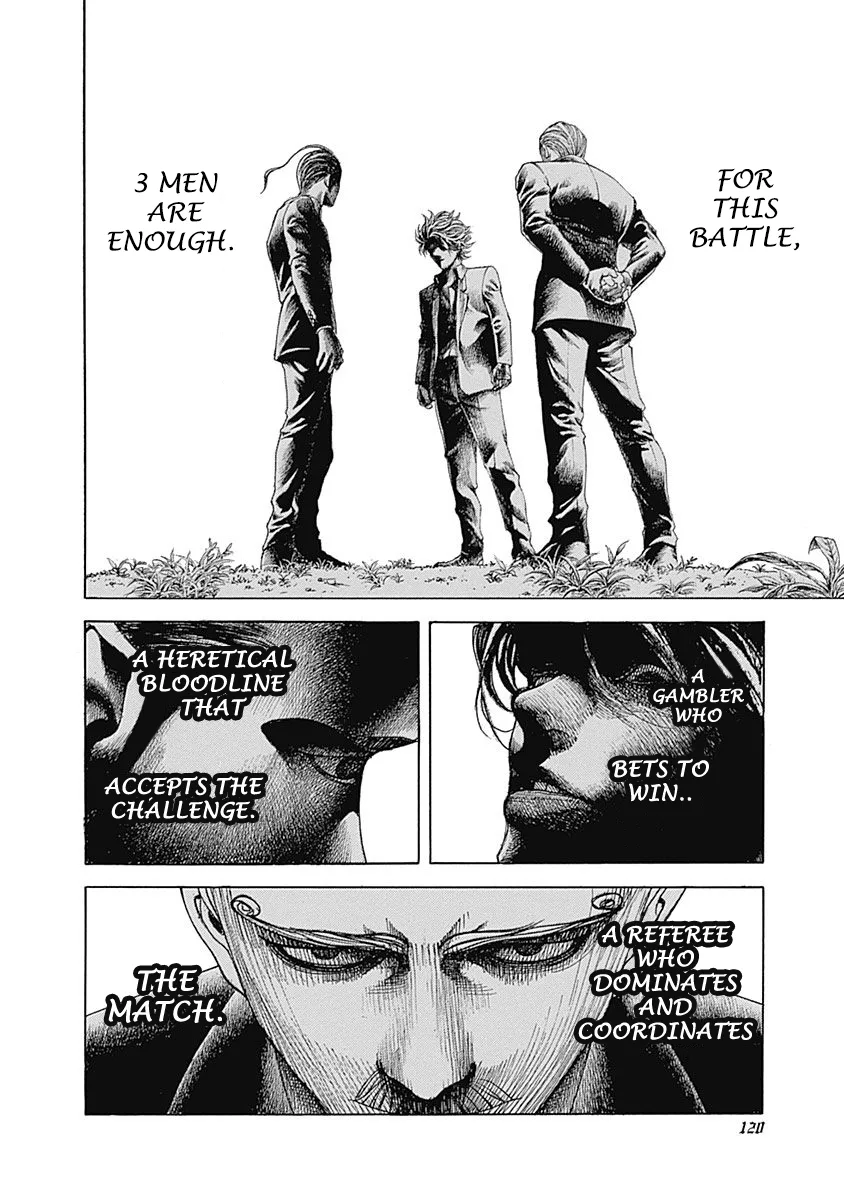 FOR
THIS
BATTLE,
3 MEN
ARE
ENOUGH.
A
GAMBLER
WHO
BETS TO
WIN..
A HERETICAL
BLOODLINE
THAT
ACCEPTS THE
CHALLENGE.
A REFEREE
WHO
DOMINATES
AND
COORDINATES
THE
MATCH.
120